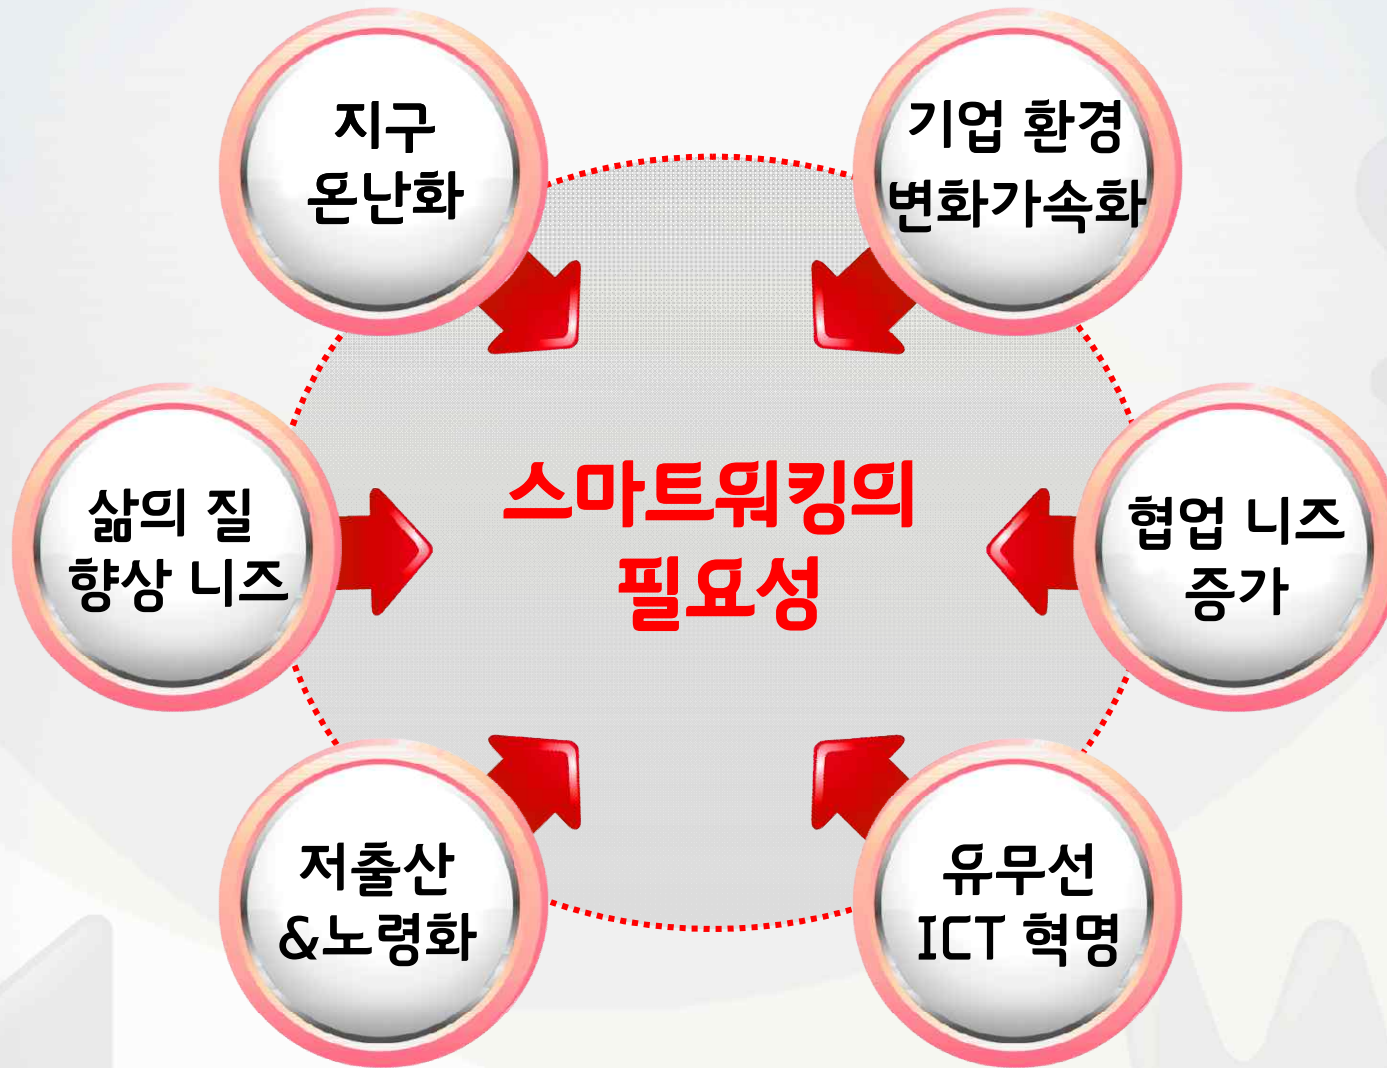 지구
온난화
기업 환경
변화가속화
삶의 질
향상 니즈
스마트워킹의
필요성
협업 니즈
증가
저출산
&노령화
유무선
ICT 혁명